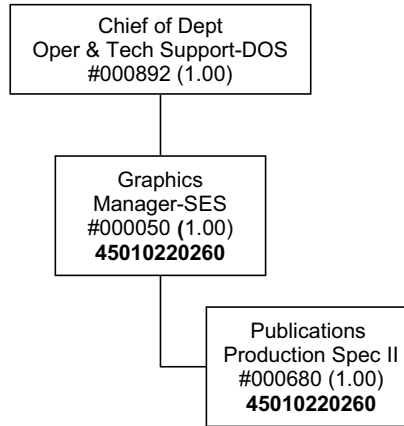 Chief of Dept
Oper & Tech Support-DOS
#000892 (1.00)
Graphics
Manager-SES
#000050 (1.00)
45010220260
Publications
Production Spec II
#000680 (1.00)
45010220260